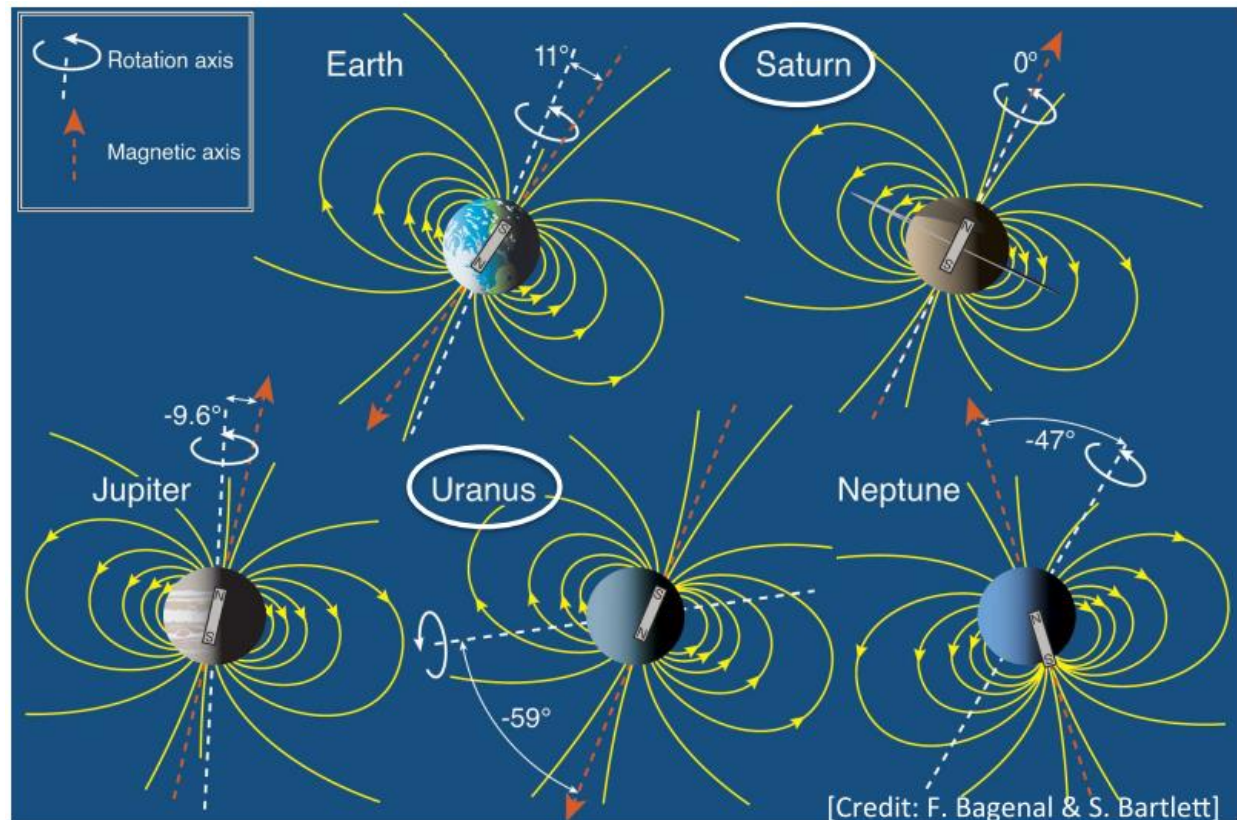 Rotation axis
Magnetic axis
Earth
11°
S
N
Saturn
0°
N
S
-9.6°
Jupiter
N
S
Uranus
S
N
-59°
Neptune
-47°
N
S
[Credit: F. Bagenal & S. Bartlett]